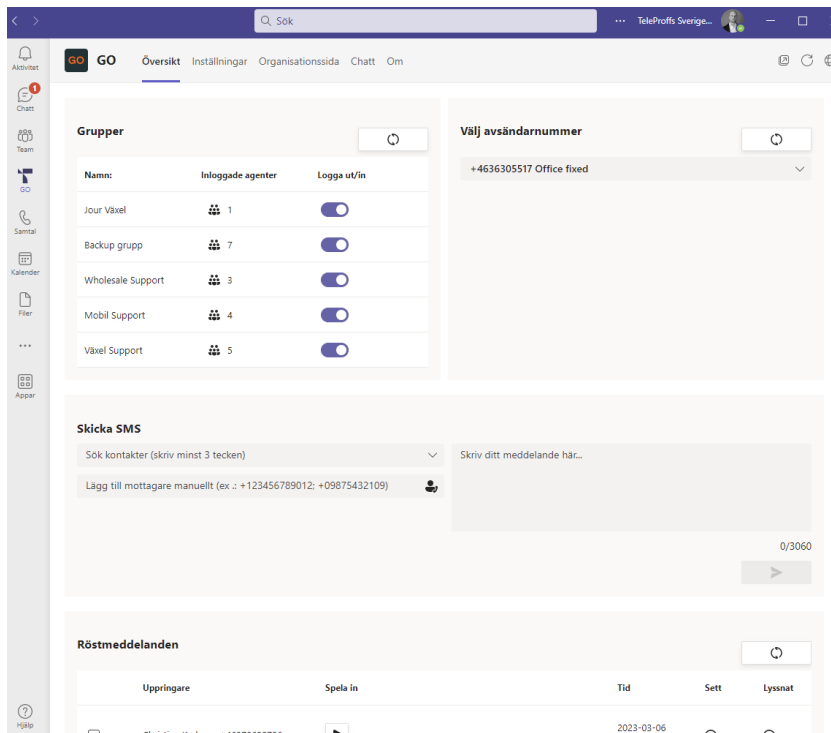 Sök
TeleProffs Sverige...
Aktivitet
1
Chatt
Team
GO
Samtal
Kalender
Filer
Appar
Hjälp
GO GO Översikt Inställningar Organisationssida Chatt Om
Grupper
Namn: Inloggade agenter Logga ut/in
Jour Växel 1
Backup grupp 7
Wholesale Support 3
Mobil Support 4
Växel Support 5
Välj avsändarnummer
+4636305517 Office fixed
Skicka SMS
Sök kontakter (skriv minst 3 tecken)
Lägg till mottagare manuellt (ex .: +123456789012; +09875432109)
Skriv ditt meddelande här...
0/3060
Röstmeddelanden
Uppringare Spela in Tid Sett Lyssnat
2023-03-06